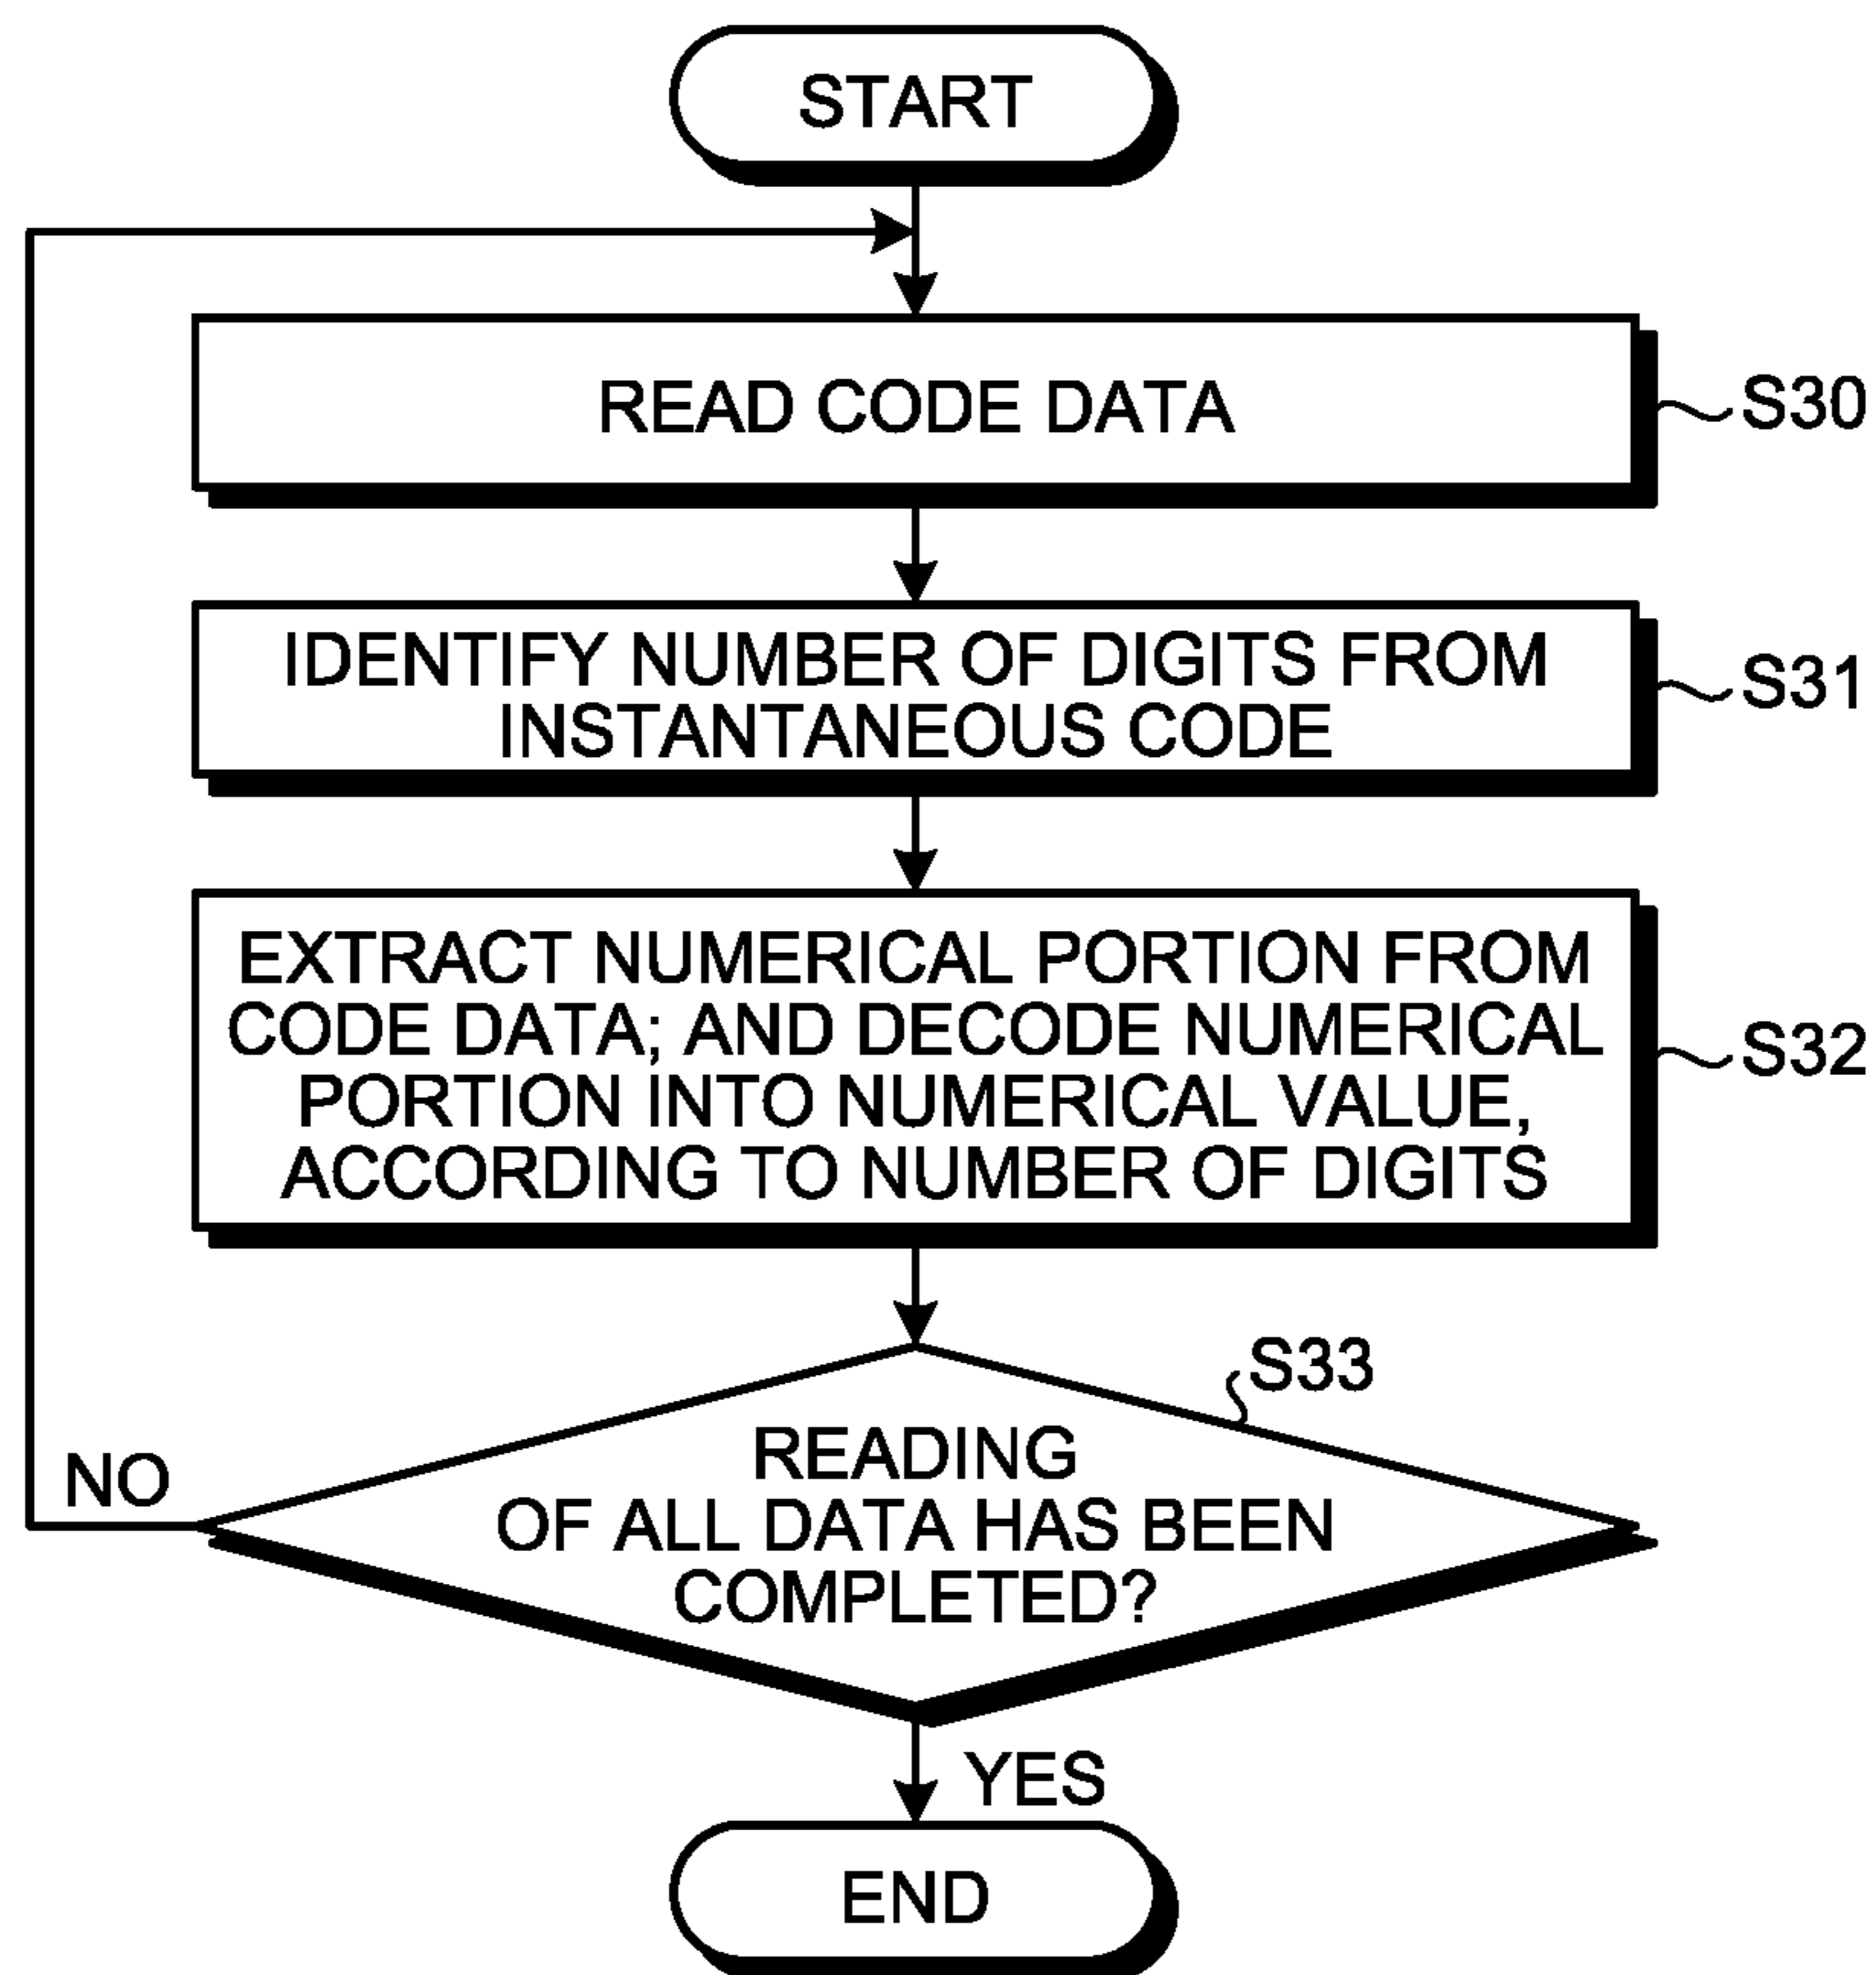 START
READ CODE DATA
S30
IDENTIFY NUMBER OF DIGITS FROM
INSTANTANEOUS CODE
S31
EXTRACT NUMERICAL PORTION FROM
CODE DATA; AND DECODE NUMERICAL
PORTION INTO NUMERICAL VALUE,
ACCORDING TO NUMBER OF DIGITS
S32
S33
READING
OF ALL DATA HAS BEEN
COMPLETED?
NO
YES
END